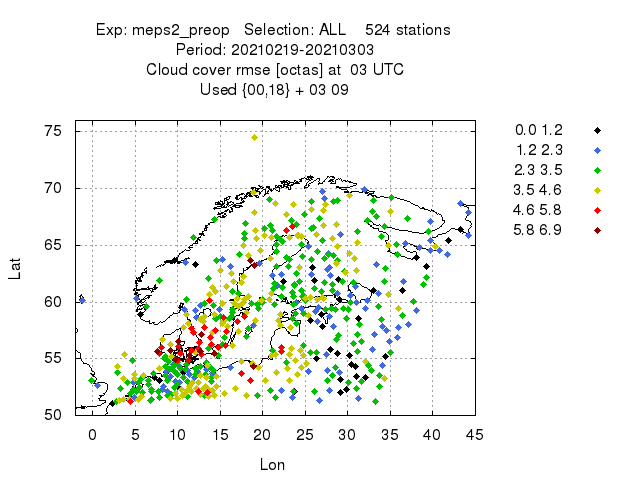 Exp: meps2_preop   Selection: ALL    524 stations
Period: 20210219-20210303
Cloud cover rmse [octas] at  03 UTC
Used {00,18} + 03 09
75
70
65
60
55
50
Lat
0 5 10 15 20 25 30 35 40 45
Lon
0.0 1.2
1.2 2.3
2.3 3.5
3.5 4.6
4.6 5.8
5.8 6.9